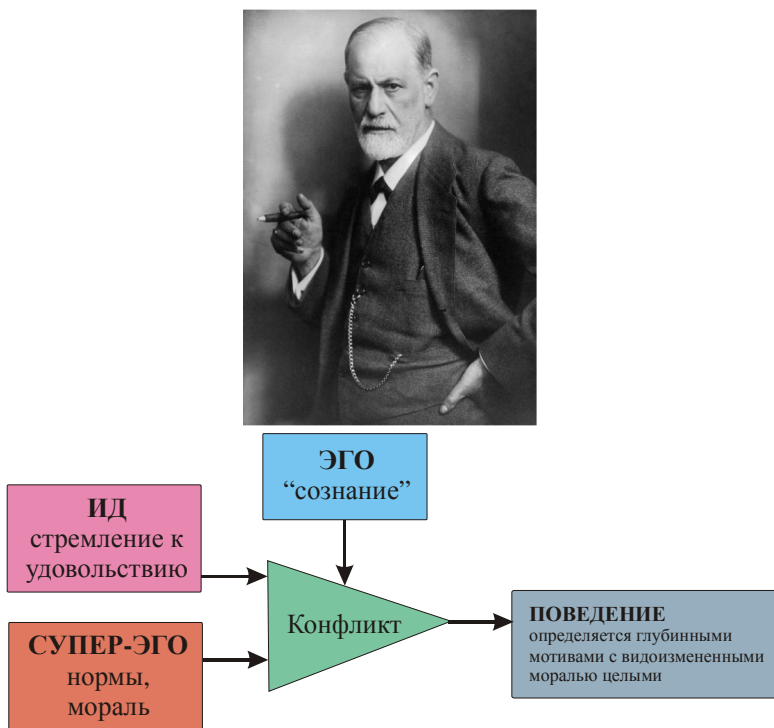 ЭГО
“сознание”
ИД
стремление к
удовольствию
Конфликт
СУПЕР-ЭГО
нормы,
мораль
ПОВЕДЕНИЕ
определяется глубинными
мотивами с видоизмененными
моралью целыми